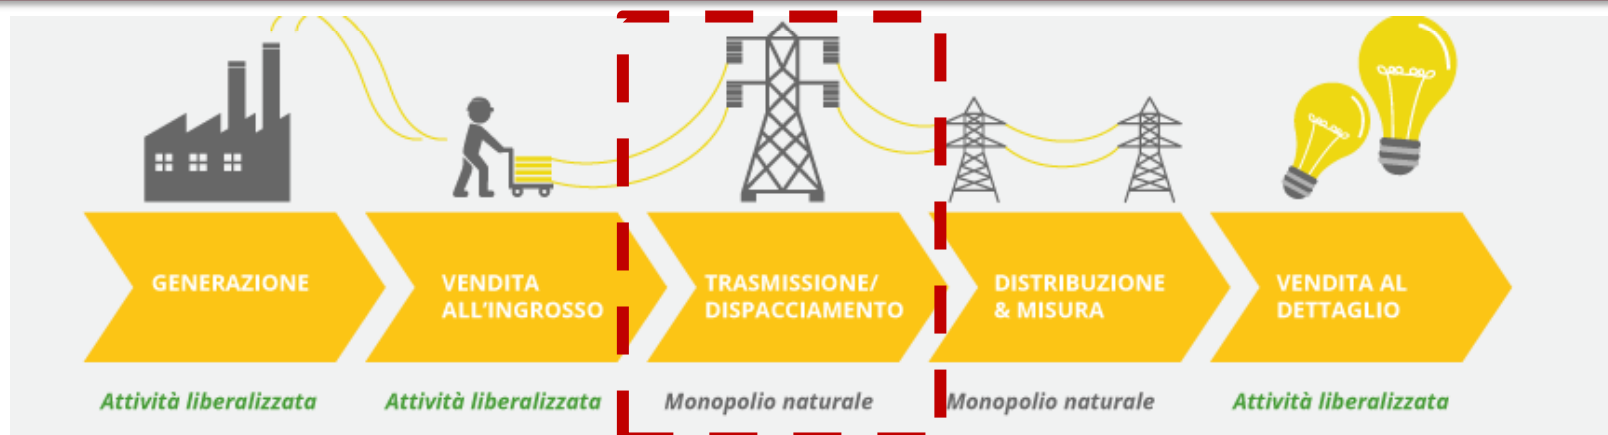 GENERAZIONE
VENDITA
ALL'INGROSSO
TRASMISSIONE/
DISPACCIAMENTO
DISTRIBUZIONE
& MISURA
VENDITA AL
DETTAGLIO
Attività liberalizzata
Attività liberalizzata
Monopolio naturale
Monopolio naturale
Attività liberalizzata